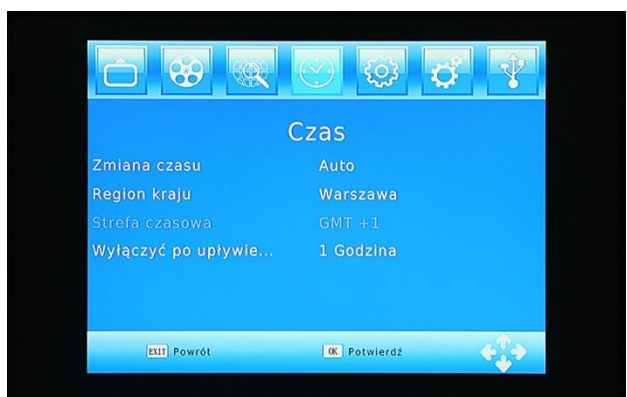 Czas
Zmiana czasu Auto
Region kraju Warszawa
Strefa czasowa GMT +1
Wyłączyć po upływie... 1 Godzina
EXIT Powrót OK Potwierdź